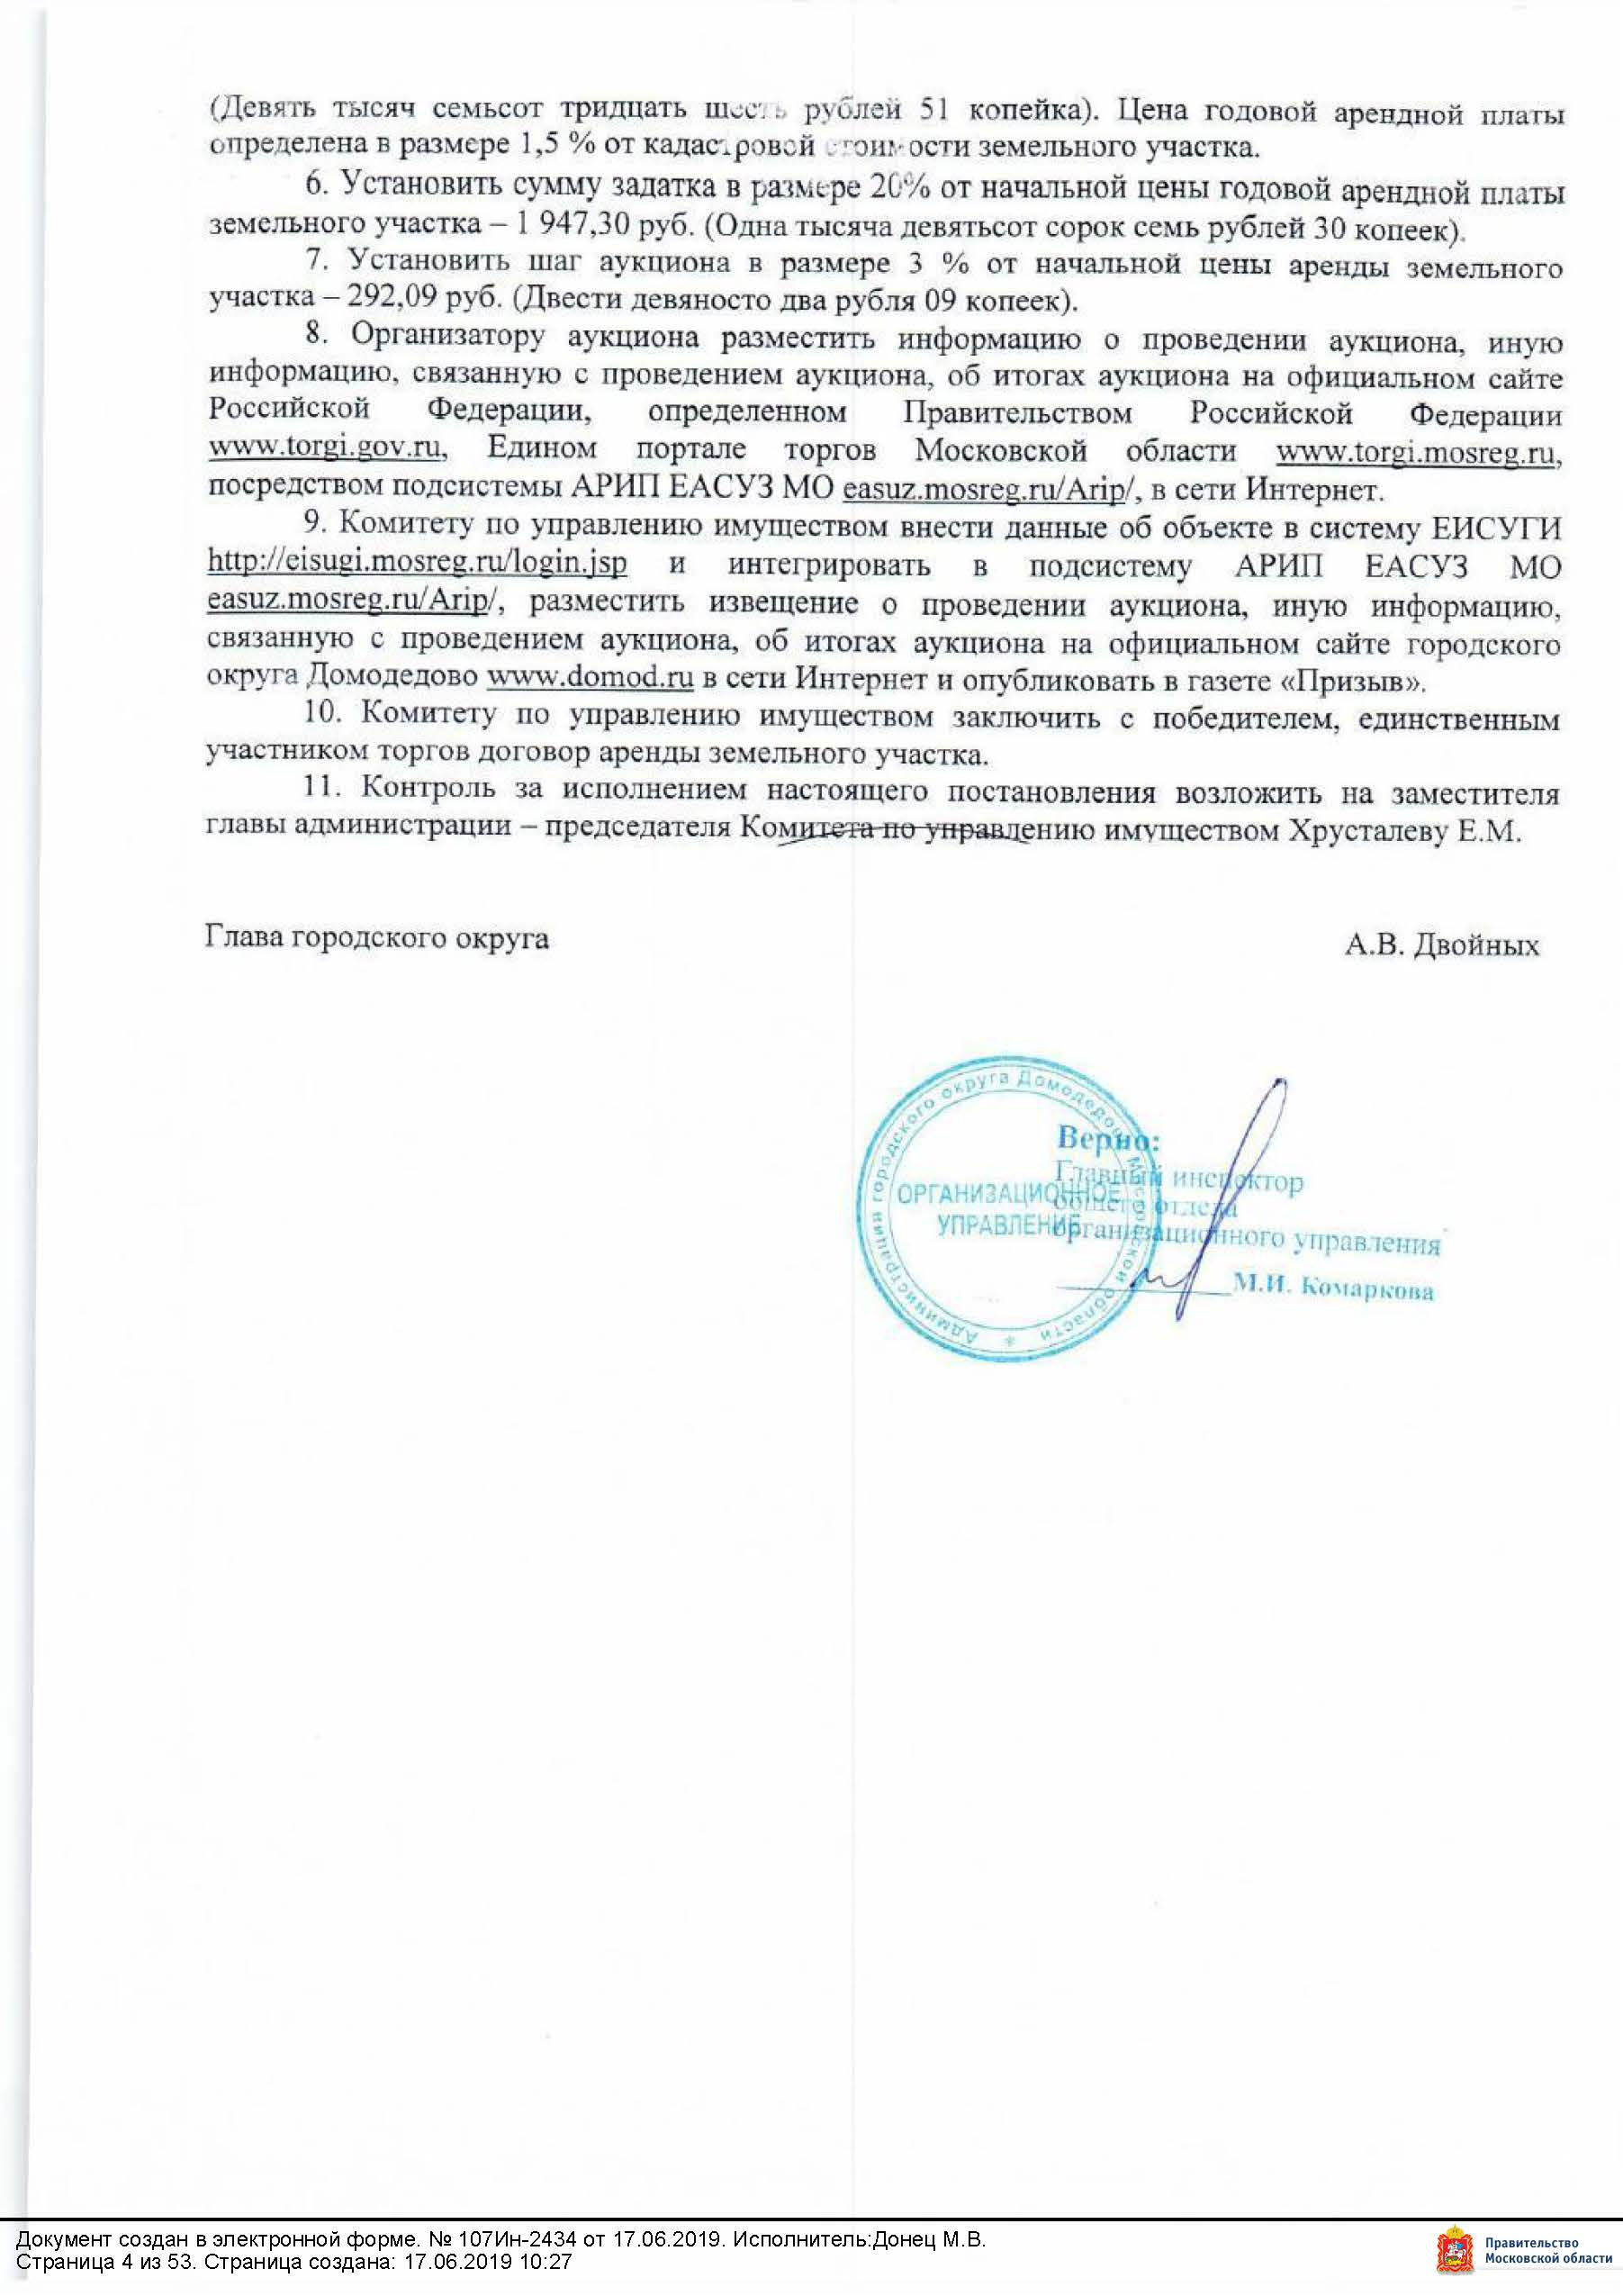 (Девять тысяч семьсот тридцать шесть рублей 51 копейка). Цена годовой арендной платы
определена в размере 1,5 % от кадастровой стоимости земельного участка.
6. Установить сумму задатка в размере 20% от начальной цены годовой арендной платы
земельного участка – 1 947,30 руб. (Одна тысяча девятьсот сорок семь рублей 30 копеек).
7. Установить шаг аукциона в размере 3 % от начальной цены аренды земельного
участка – 292,09 руб. (Двести девяносто два рубля 09 копеек).
8. Организатору аукциона разместить информацию о проведении аукциона, иную
информацию, связанную с проведением аукциона, об итогах аукциона на официальном сайте
Российской Федерации, определенном Правительством Российской Федерации
www.torgi.gov.ru, Едином портале торгов Московской области www.torgi.mosreg.ru,
посредством подсистемы АРИП ЕАСУЗ МО easuz.mosreg.ru/Arip/, в сети Интернет.
9. Комитету по управлению имуществом внести данные об объекте в систему ЕИСУГИ
http://eisugi.mosreg.ru/login.jsp и интегрировать в подсистему АРИП ЕАСУЗ МО
easuz.mosreg.ru/Arip/, разместить извещение о проведении аукциона, иную информацию,
связанную с проведением аукциона, об итогах аукциона на официальном сайте городского
округа Домодедово www.domod.ru в сети Интернет и опубликовать в газете «Призыв».
10. Комитету по управлению имуществом заключить с победителем, единственным
участником торгов договор аренды земельного участка.
11. Контроль за исполнением настоящего постановления возложить на заместителя
главы администрации – председателя Комитета по управлению имуществом Хрусталеву Е.М.
Глава городского округа А.В. Двойных
Администрация городского округа Домодедово Московской области *
ОРГАНИЗАЦИОННОЕ
УПРАВЛЕНИЕ
Верно:
Главный инспектор
общего отдела
организационного управления
М.И. Комаркова
Документ создан в электронной форме. № 107Ин-2434 от 17.06.2019. Исполнитель:Донец М.В.
Страница 4 из 53. Страница создана: 17.06.2019 10:27
Правительство
Московской области